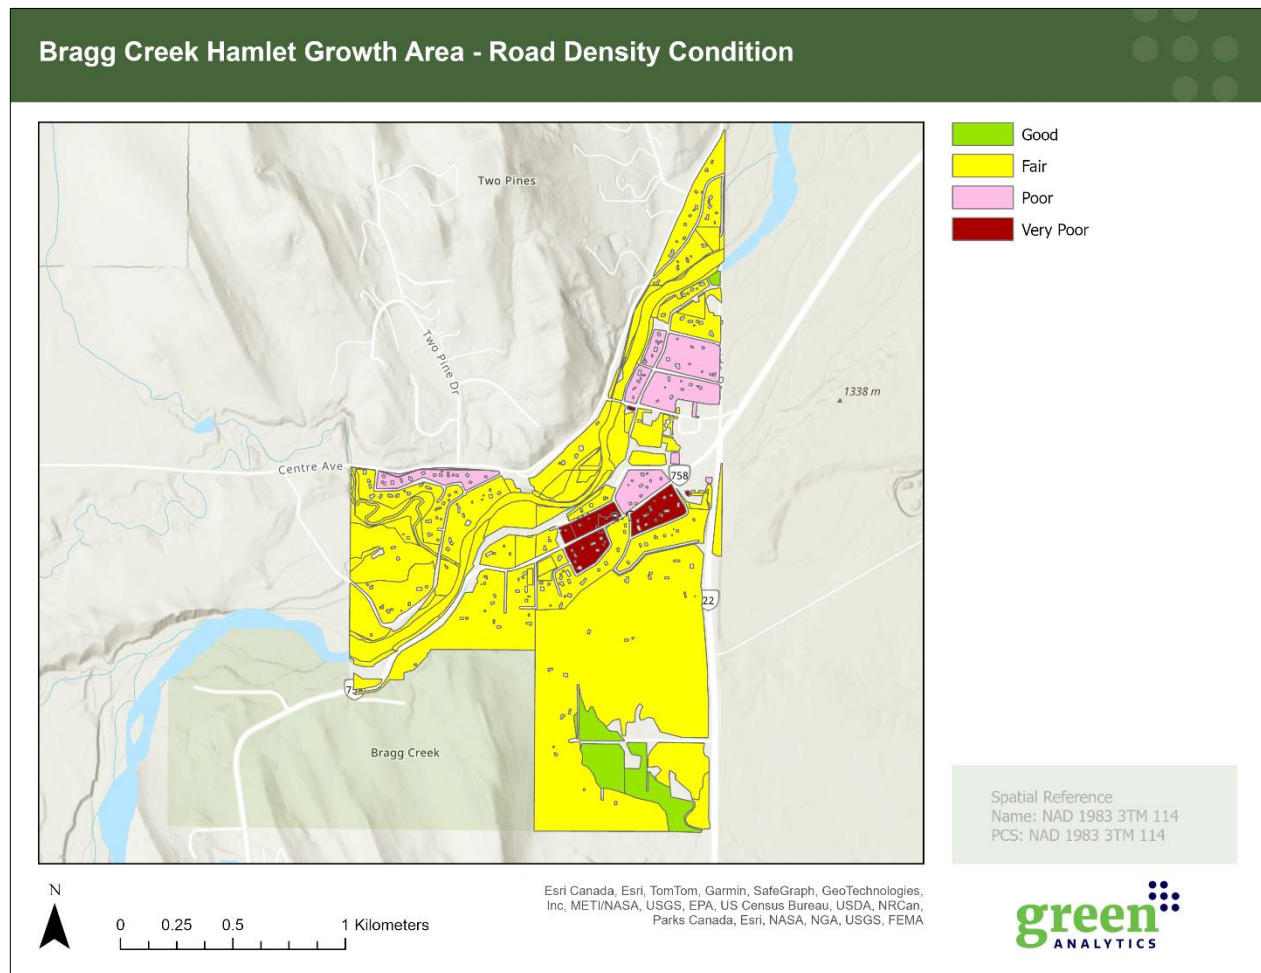 Bragg Creek Hamlet Growth Area - Road Density Condition
Good
Fair
Poor
Very Poor
Two Pines
Two Pine Dr
1338 m
Centre Ave
758
22
Bragg Creek
Spatial Reference
Name: NAD 1983 3TM 114
PCS: NAD 1983 3TM 114
N
0 0.25 0.5 1 Kilometers
Esri Canada, Esri, TomTom, Garmin, SafeGraph, GeoTechnologies,
Inc, METI/NASA, USGS, EPA, US Census Bureau, USDA, NRCan,
Parks Canada, Esri, NASA, NGA, USGS, FEMA
green
ANALYTICS